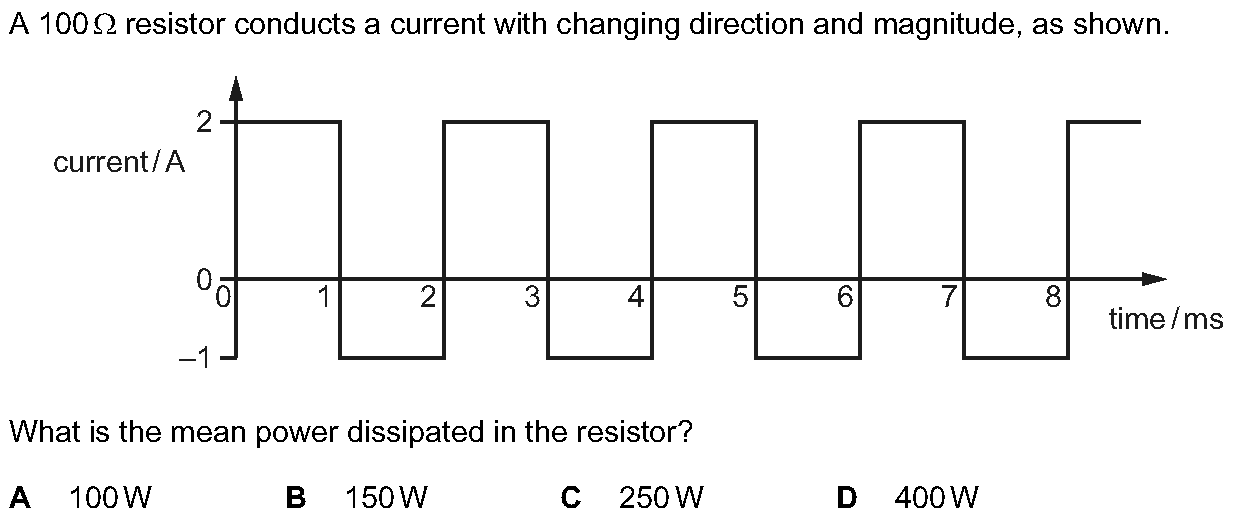 A 100 Ω resistor conducts a current with changing direction and magnitude, as shown.
2
current / A
0
0 1 2 3 4 5 6 7 8
time / ms
–1
What is the mean power dissipated in the resistor?
A 100 W B 150 W C 250 W D 400 W